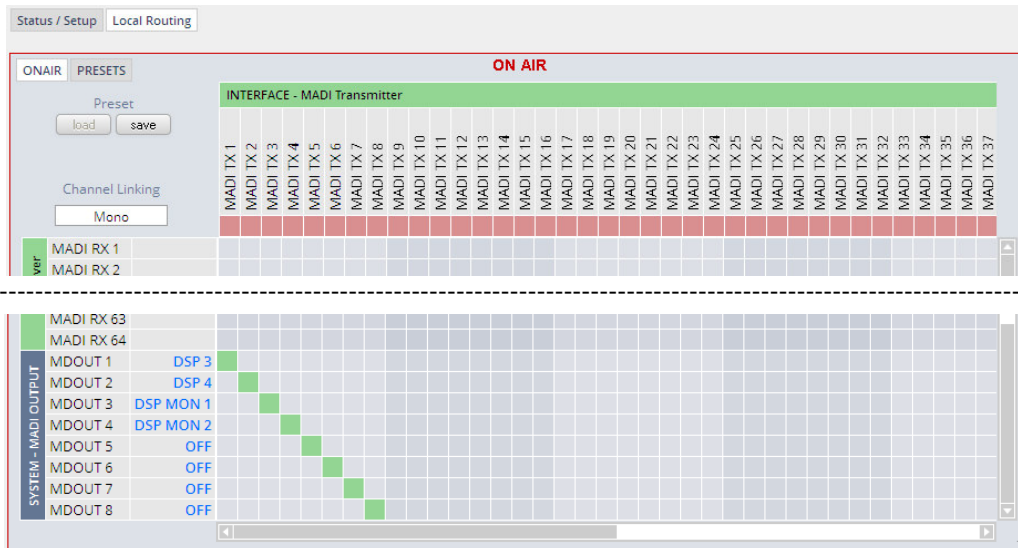 Status / Setup
Local Routing
ON AIR
ONAIR
PRESETS
INTERFACE - MADI Transmitter
Preset
load
save
Channel Linking
Mono
MADI TX 1
MADI TX 2
MADI TX 3
MADI TX 4
MADI TX 5
MADI TX 6
MADI TX 7
MADI TX 8
MADI TX 9
MADI TX 10
MADI TX 11
MADI TX 12
MADI TX 13
MADI TX 14
MADI TX 15
MADI TX 16
MADI TX 17
MADI TX 18
MADI TX 19
MADI TX 20
MADI TX 21
MADI TX 22
MADI TX 23
MADI TX 24
MADI TX 25
MADI TX 26
MADI TX 27
MADI TX 28
MADI TX 29
MADI TX 30
MADI TX 31
MADI TX 32
MADI TX 33
MADI TX 34
MADI TX 35
MADI TX 36
MADI TX 37
ver
MADI RX 1
MADI RX 2
MADI RX 63
MADI RX 64
SYSTEM - MADI OUTPUT
MDOUT 1 DSP 3
MDOUT 2 DSP 4
MDOUT 3 DSP MON 1
MDOUT 4 DSP MON 2
MDOUT 5 OFF
MDOUT 6 OFF
MDOUT 7 OFF
MDOUT 8 OFF